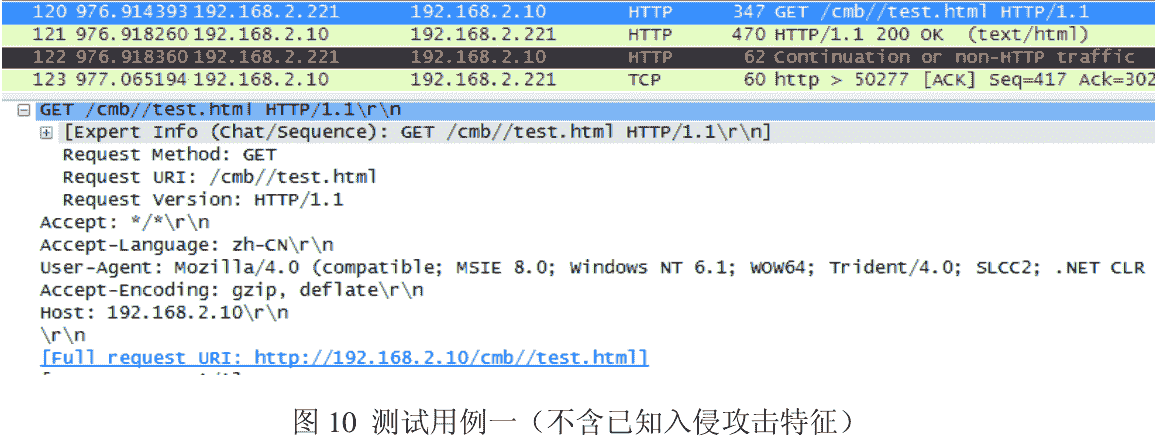 120 976.914393 192.168.2.221 192.168.2.10 HTTP 347 GET /cmb//test.html HTTP/1.1
121 976.918260 192.168.2.10 192.168.2.221 HTTP 470 HTTP/1.1 200 OK (text/html)
122 976.918360 192.168.2.221 192.168.2.10 HTTP 62 Continuation or non-HTTP traffic
123 977.065194 192.168.2.10 192.168.2.221 TCP 60 http > 50277 [ACK] Seq=417 Ack=302
GET /cmb//test.html HTTP/1.1\r\n
[Expert Info (Chat/Sequence): GET /cmb//test.html HTTP/1.1\r\n]
Request Method: GET
Request URI: /cmb//test.html
Request Version: HTTP/1.1
Accept: */*\r\n
Accept-Language: zh-CN\r\n
User-Agent: Mozilla/4.0 (compatible; MSIE 8.0; Windows NT 6.1; WOW64; Trident/4.0; SLCC2; .NET CLR
Accept-Encoding: gzip, deflate\r\n
Host: 192.168.2.10\r\n
\r\n
[Full request URI: http://192.168.2.10/cmb//test.html]
图 10 测试用例一（不含已知入侵攻击特征）